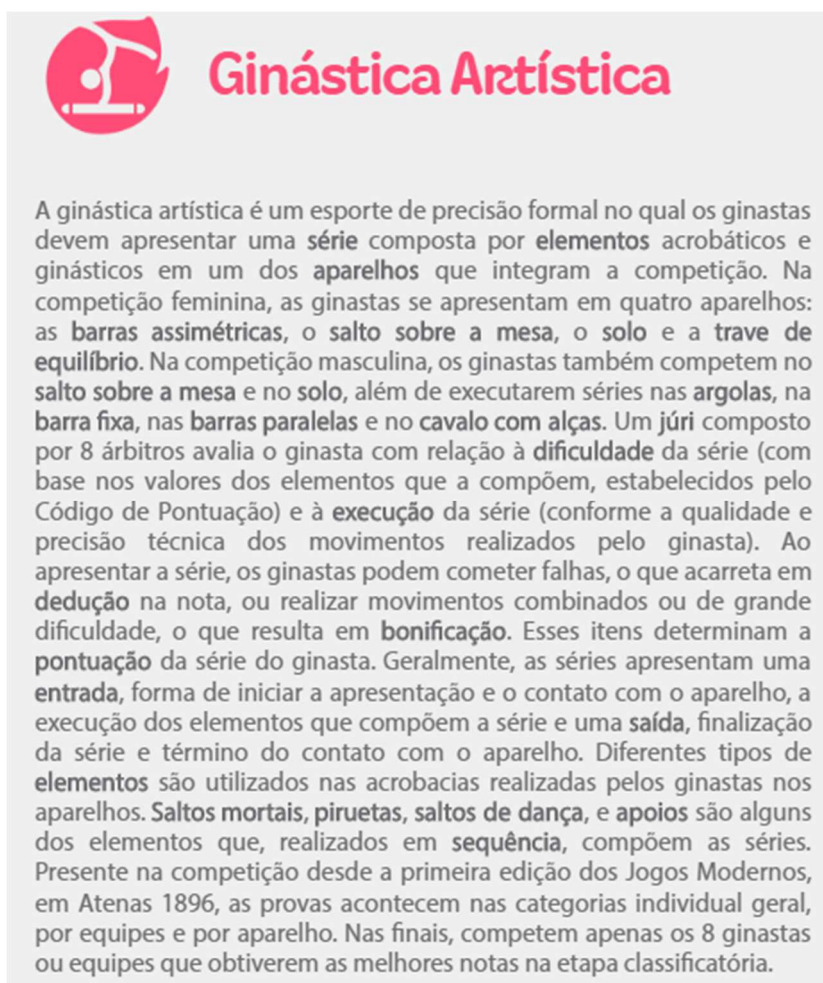 Ginástica Artística
A ginástica artística é um esporte de precisão formal no qual os ginastas
devem apresentar uma série composta por elementos acrobáticos e
ginásticos em um dos aparelhos que integram a competição. Na
competição feminina, as ginastas se apresentam em quatro aparelhos:
as barras assimétricas, o salto sobre a mesa, o solo e a trave de
equilíbrio. Na competição masculina, os ginastas também competem no
salto sobre a mesa e no solo, além de executarem séries nas argolas, na
barra fixa, nas barras paralelas e no cavalo com alças. Um júri composto
por 8 árbitros avalia o ginasta com relação à dificuldade da série (com
base nos valores dos elementos que a compõem, estabelecidos pelo
Código de Pontuação) e à execução da série (conforme a qualidade e
precisão técnica dos movimentos realizados pelo ginasta). Ao
apresentar a série, os ginastas podem cometer falhas, o que acarreta em
dedução na nota, ou realizar movimentos combinados ou de grande
dificuldade, o que resulta em bonificação. Esses itens determinam a
pontuação da série do ginasta. Geralmente, as séries apresentam uma
entrada, forma de iniciar a apresentação e o contato com o aparelho, a
execução dos elementos que compõem a série e uma saída, finalização
da série e término do contato com o aparelho. Diferentes tipos de
elementos são utilizados nas acrobacias realizadas pelos ginastas nos
aparelhos. Saltos mortais, piruetas, saltos de dança, e apoios são alguns
dos elementos que, realizados em sequência, compõem as séries.
Presente na competição desde a primeira edição dos Jogos Modernos,
em Atenas 1896, as provas acontecem nas categorias individual geral,
por equipes e por aparelho. Nas finais, competem apenas os 8 ginastas
ou equipes que obtiverem as melhores notas na etapa classificatória.